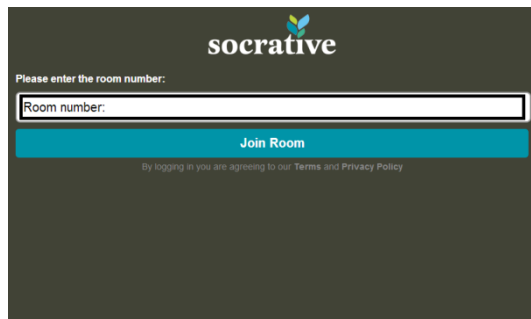 socrative
Please enter the room number:
Room number:
Join Room
By logging in you are agreeing to our Terms and Privacy Policy